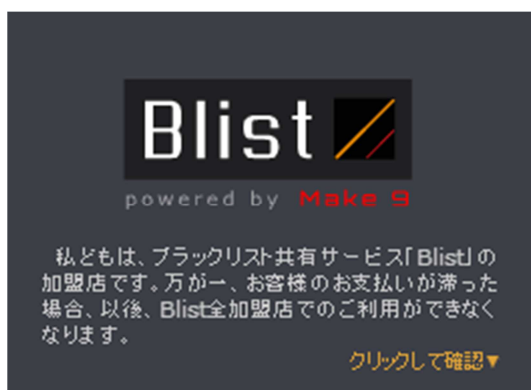 Blist
powered by Make 9
私どもは、ブラックリスト共有サービス「Blist」の
加盟店です。万が一、お客様のお支払いが滞った
場合、以後、Blist全加盟店でのご利用ができなく
なります。
クリックして確認▼